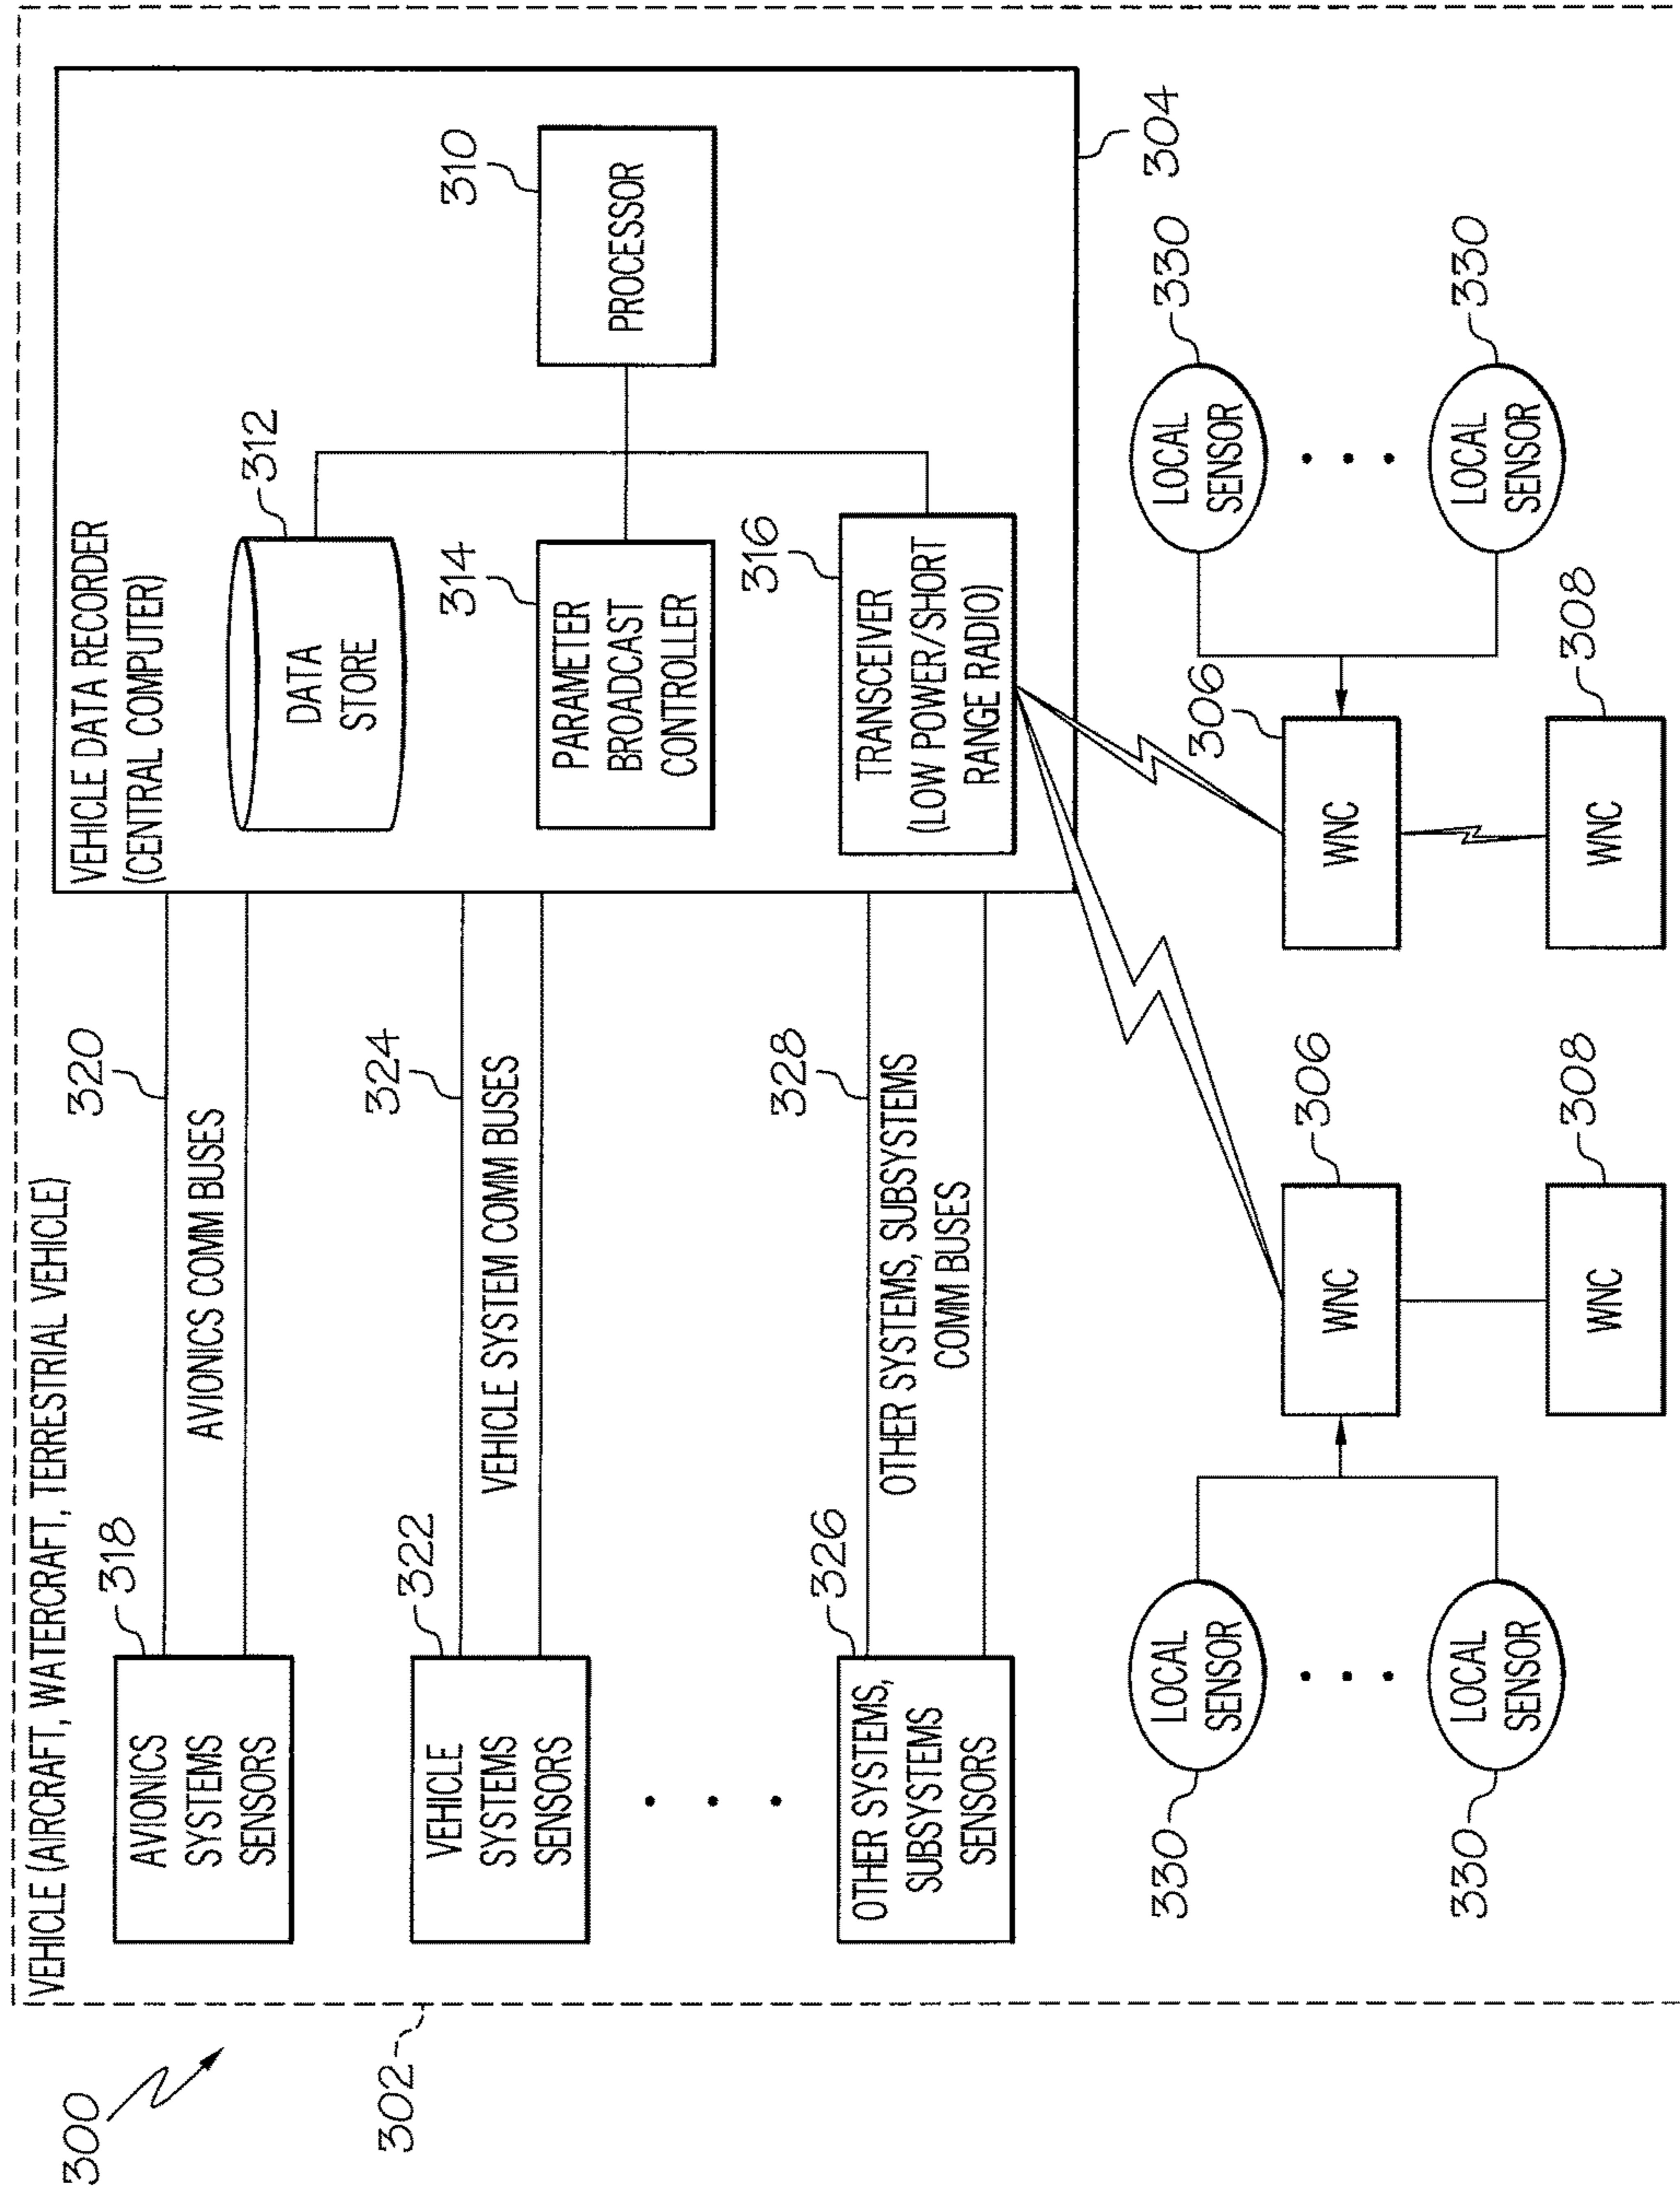 300
302
VEHICLE (AIRCRAFT, WATERCRAFT, TERRESTRIAL VEHICLE)
318
AVIONICS
SYSTEMS
SENSORS
320
AVIONICS COMM BUSES
322
VEHICLE
SYSTEMS
SENSORS
324
VEHICLE SYSTEM COMM BUSES
326
OTHER SYSTEMS,
SUBSYSTEMS
SENSORS
328
OTHER SYSTEMS, SUBSYSTEMS
COMM BUSES
VEHICLE DATA RECORDER
(CENTRAL COMPUTER)
312
DATA
STORE
314
PARAMETER
BROADCAST
CONTROLLER
316
TRANSCEIVER
(LOW POWER/SHORT
RANGE RADIO)
310
PROCESSOR
304
330
LOCAL
SENSOR
330
LOCAL
SENSOR
306
WNC
308
WNC
306
WNC
308
WNC
330
LOCAL
SENSOR
330
LOCAL
SENSOR